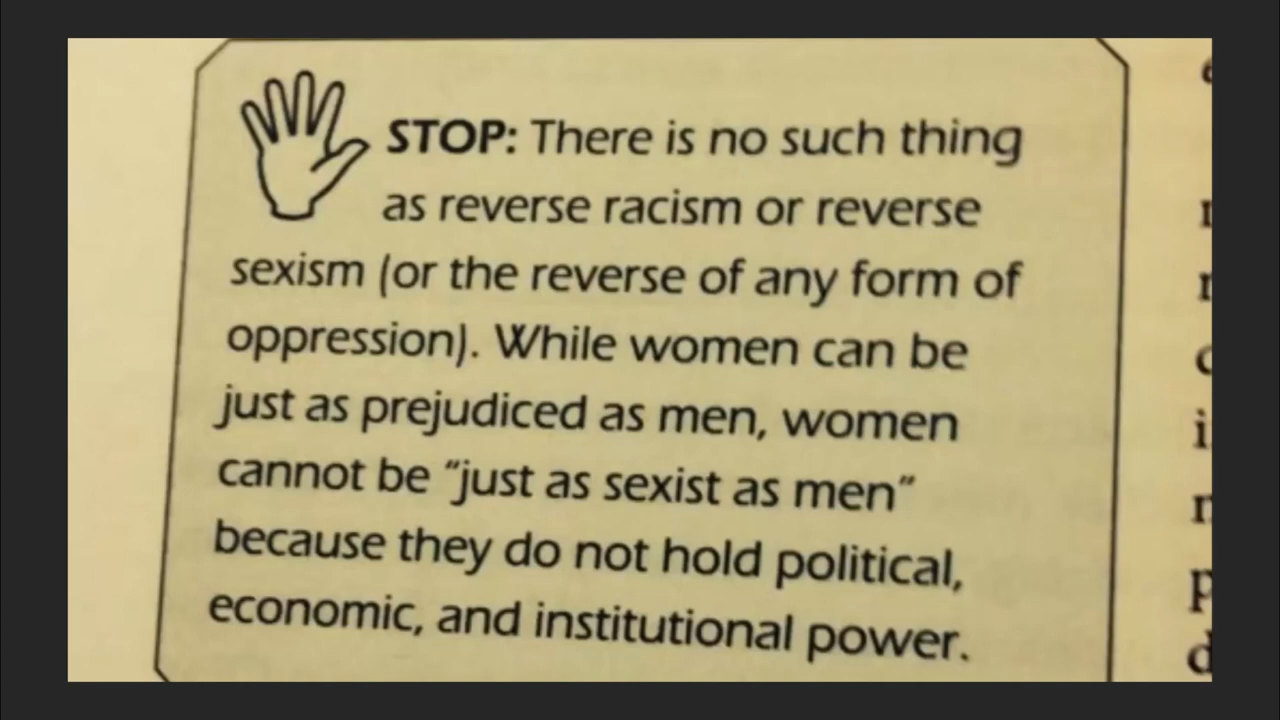 STOP: There is no such thing
as reverse racism or reverse
sexism (or the reverse of any form of
oppression). While women can be
just as prejudiced as men, women
cannot be “just as sexist as men”
because they do not hold political,
economic, and institutional power.